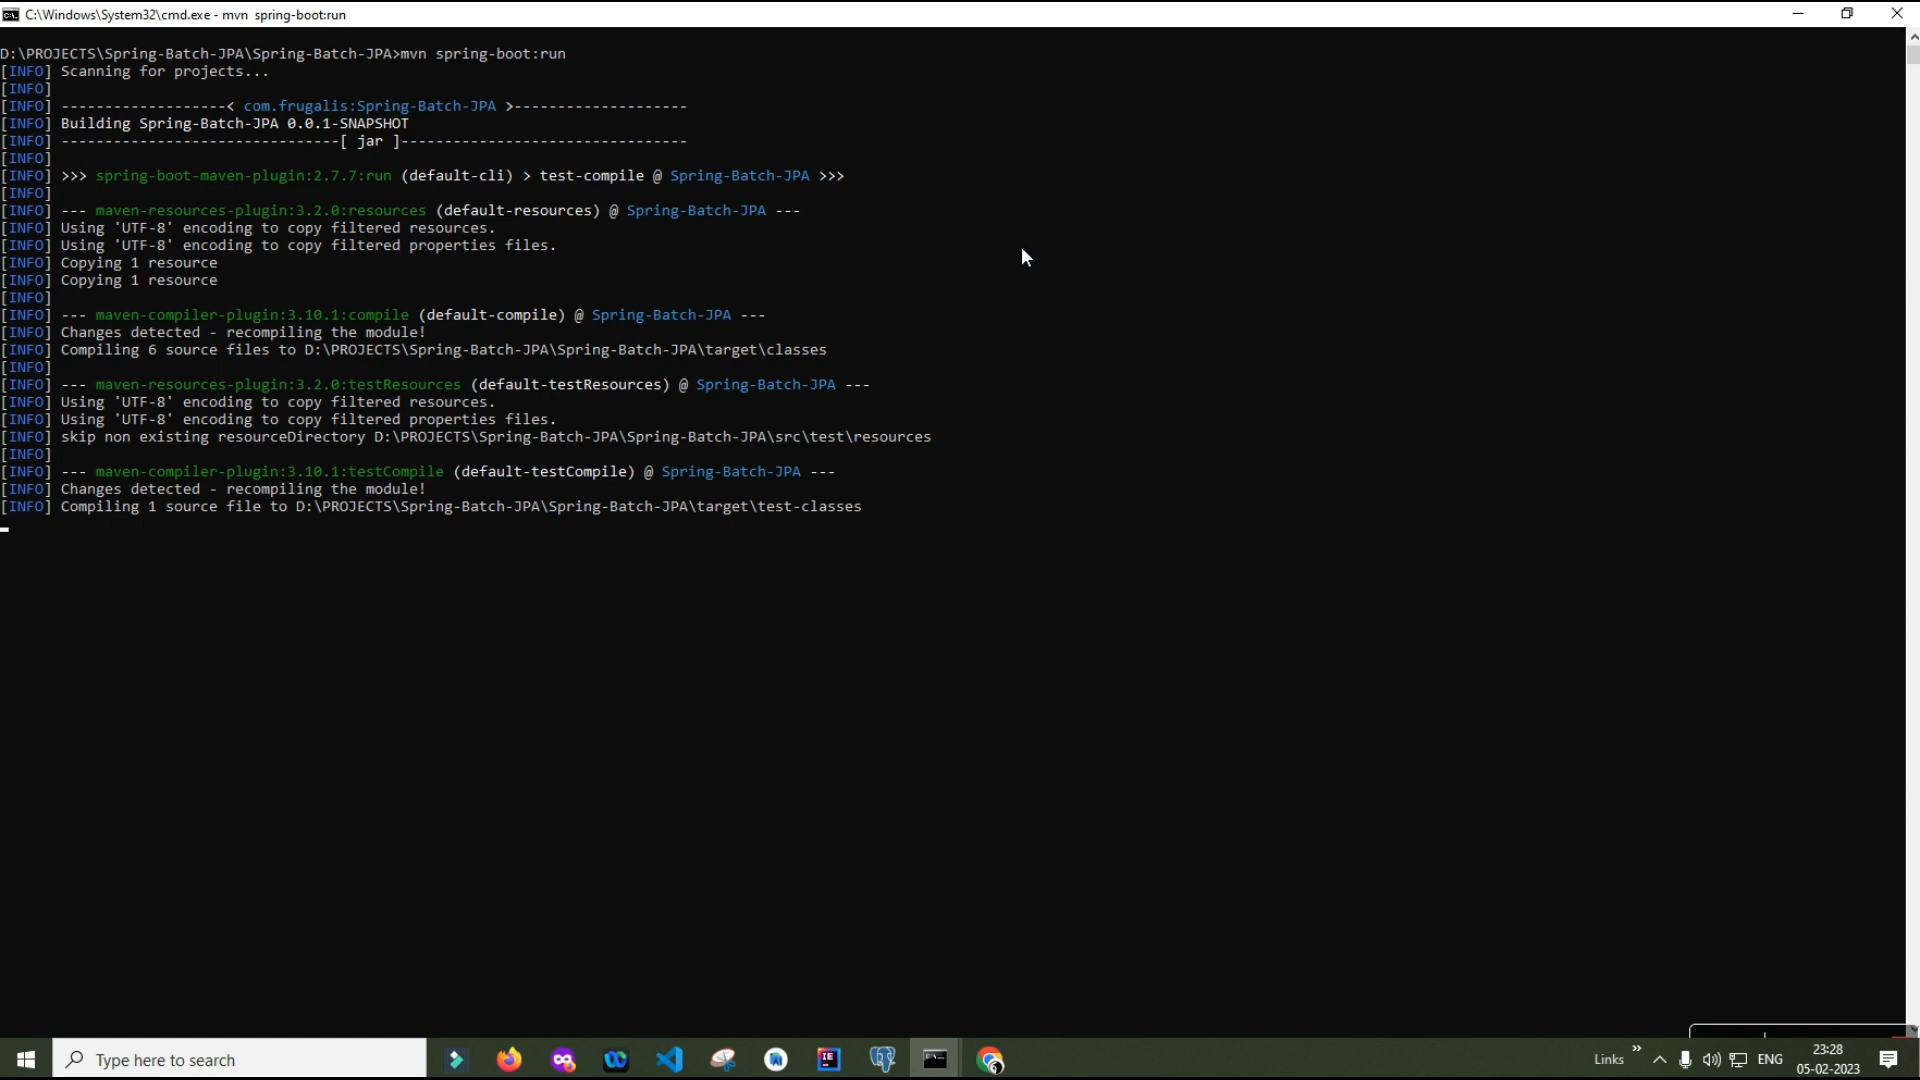 C:\Windows\System32\cmd.exe - mvn  spring-boot:run
D:\PROJECTS\Spring-Batch-JPA\Spring-Batch-JPA>mvn spring-boot:run
[INFO] Scanning for projects...
[INFO]
[INFO] -------------------< com.frugalis:Spring-Batch-JPA >--------------------
[INFO] Building Spring-Batch-JPA 0.0.1-SNAPSHOT
[INFO] --------------------------------[ jar ]---------------------------------
[INFO]
[INFO] >>> spring-boot-maven-plugin:2.7.7:run (default-cli) > test-compile @ Spring-Batch-JPA >>>
[INFO]
[INFO] --- maven-resources-plugin:3.2.0:resources (default-resources) @ Spring-Batch-JPA ---
[INFO] Using 'UTF-8' encoding to copy filtered resources.
[INFO] Using 'UTF-8' encoding to copy filtered properties files.
[INFO] Copying 1 resource
[INFO] Copying 1 resource
[INFO]
[INFO] --- maven-compiler-plugin:3.10.1:compile (default-compile) @ Spring-Batch-JPA ---
[INFO] Changes detected - recompiling the module!
[INFO] Compiling 6 source files to D:\PROJECTS\Spring-Batch-JPA\Spring-Batch-JPA\target\classes
[INFO]
[INFO] --- maven-resources-plugin:3.2.0:testResources (default-testResources) @ Spring-Batch-JPA ---
[INFO] Using 'UTF-8' encoding to copy filtered resources.
[INFO] Using 'UTF-8' encoding to copy filtered properties files.
[INFO] skip non existing resourceDirectory D:\PROJECTS\Spring-Batch-JPA\Spring-Batch-JPA\src\test\resources
[INFO]
[INFO] --- maven-compiler-plugin:3.10.1:testCompile (default-testCompile) @ Spring-Batch-JPA ---
[INFO] Changes detected - recompiling the module!
[INFO] Compiling 1 source file to D:\PROJECTS\Spring-Batch-JPA\Spring-Batch-JPA\target\test-classes
Type here to search
Links
ENG
23:28
05-02-2023